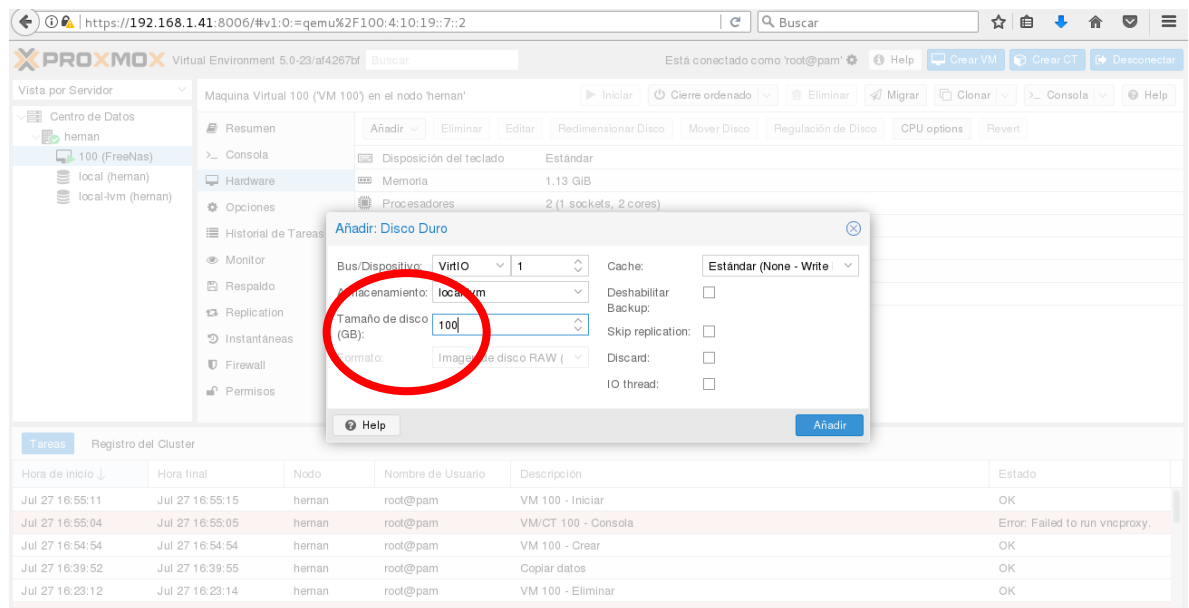 https://192.168.1.41:8006/#v1:0:=qemu%2F100:4:10:19::7::2 Buscar
PROXMOX Virtual Environment 5.0-23/af4267bf Buscar Está conectado como 'root@pam' Help Crear VM Crear CT Desconectar
Vista por Servidor
Centro de Datos
hernan
100 (FreeNas)
local (hernan)
local-lvm (hernan)
Maquina Virtual 100 ('VM 100') en el nodo 'hernan' Iniciar Cierre ordenado Eliminar Migrar Clonar Consola Help
Resumen
Consola
Hardware
Opciones
Historial de Tareas
Monitor
Respaldo
Replication
Instantáneas
Firewall
Permisos
Añadir Eliminar Editar Redimensionar Disco Mover Disco Regulación de Disco CPU options Revert
Disposición del teclado Estándar
Memoria 1.13 GiB
Procesadores 2 (1 sockets, 2 cores)
Añadir: Disco Duro
Bus/Dispositivo: VirtIO 1
Almacenamiento: local-lvm
Tamaño de disco (GB): 100
Formato: Imagen de disco RAW (
Cache: Estándar (None - Write
Deshabilitar
Backup:
Skip replication:
Discard:
IO thread:
Help Añadir
Tareas Registro del Cluster
Hora de inicio ↓ Hora final Nodo Nombre de Usuario Descripción Estado
Jul 27 16:55:11 Jul 27 16:55:15 hernan root@pam VM 100 - Iniciar OK
Jul 27 16:55:04 Jul 27 16:55:05 hernan root@pam VM/CT 100 - Consola Error: Failed to run vncproxy.
Jul 27 16:54:54 Jul 27 16:54:54 hernan root@pam VM 100 - Crear OK
Jul 27 16:39:52 Jul 27 16:39:55 hernan root@pam Copiar datos OK
Jul 27 16:23:12 Jul 27 16:23:14 hernan root@pam VM 100 - Eliminar OK